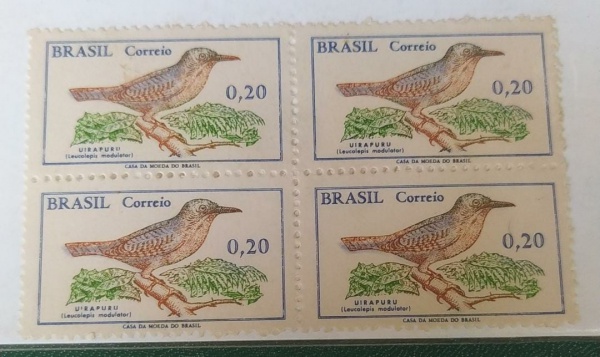 BRASIL Correio
0,20
UIRAPURU
(Leucolepis modulator)
CASA DA MOEDA DO BRASIL
BRASIL Correio
0,20
UIRAPURU
(Leucolepis modulator)
CASA DA MOEDA DO BRASIL
BRASIL Correio
0,20
UIRAPURU
(Leucolepis modulator)
CASA DA MOEDA DO BRASIL
BRASIL Correio
0,20
UIRAPURU
(Leucolepis modulator)
CASA DA MOEDA DO BRASIL